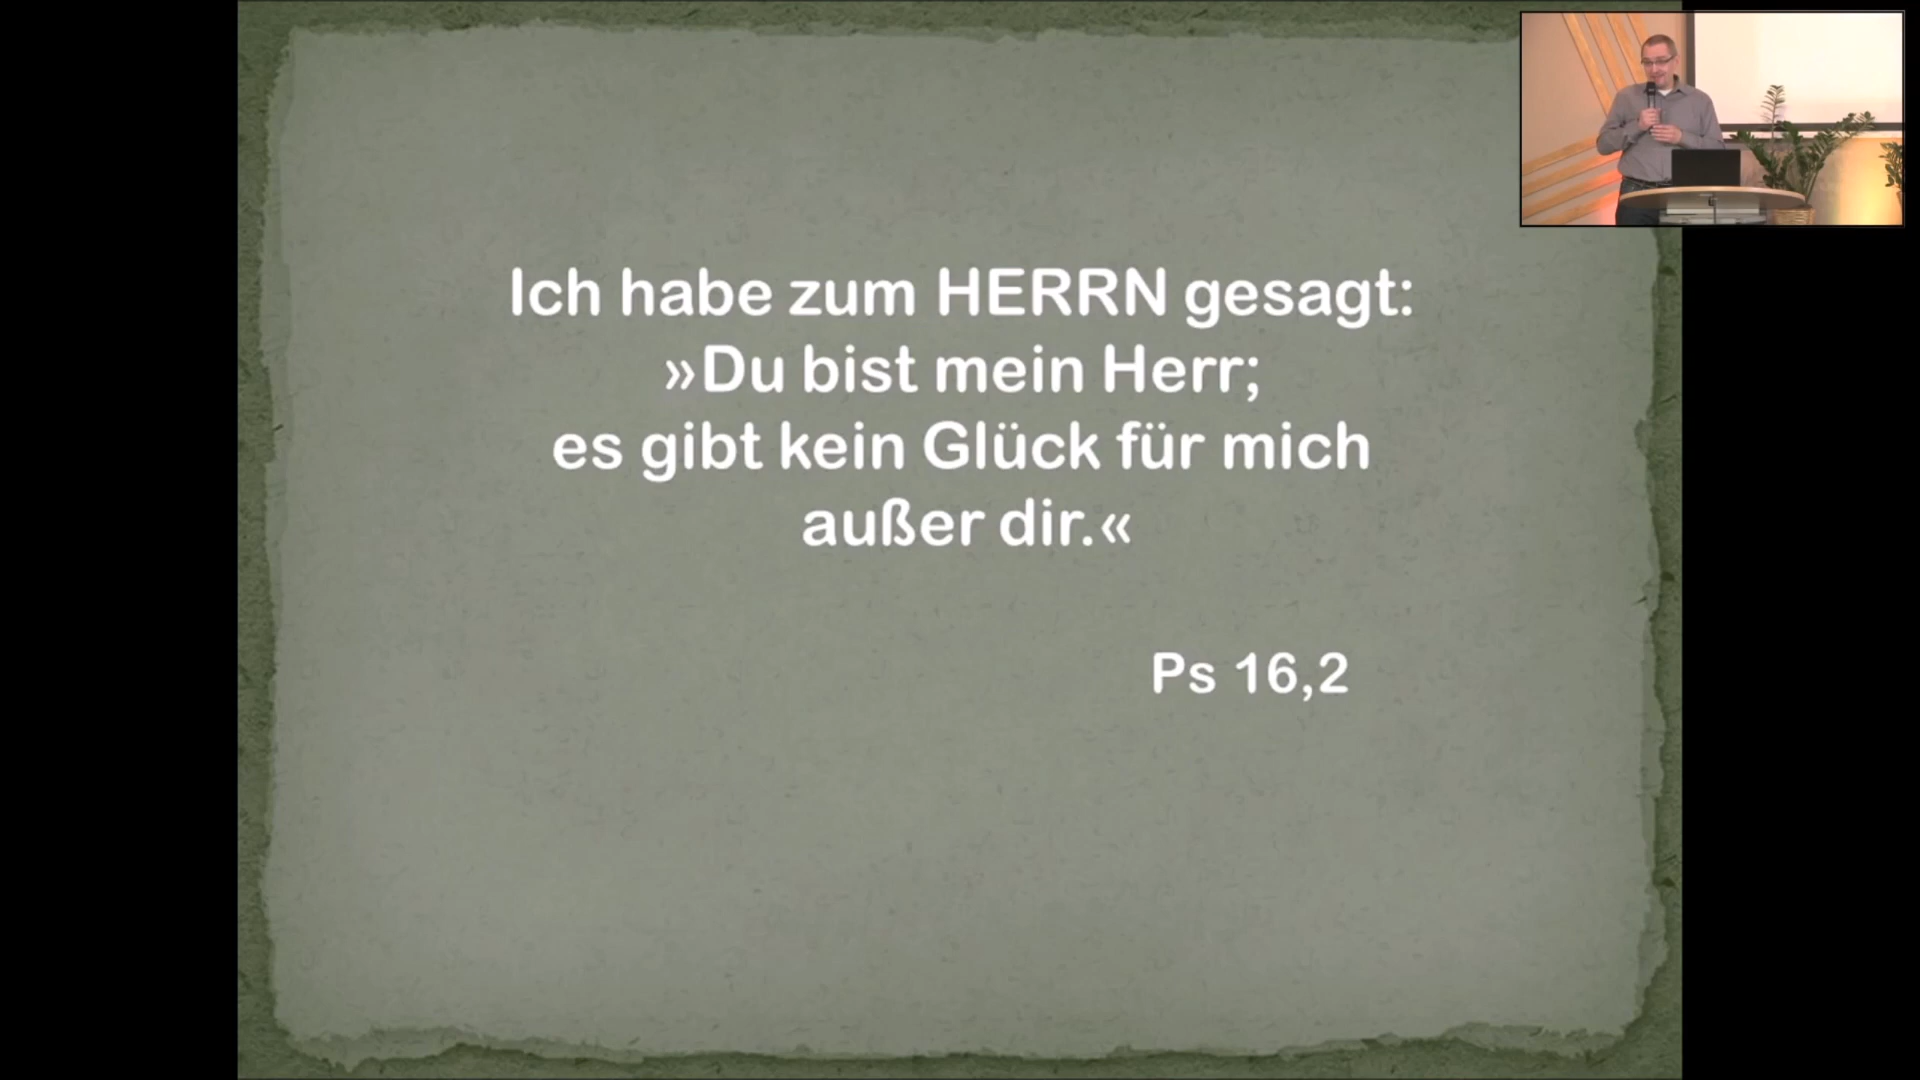 Ich habe zum HERRN gesagt:
»Du bist mein Herr;
es gibt kein Glück für mich
außer dir.«
Ps 16,2